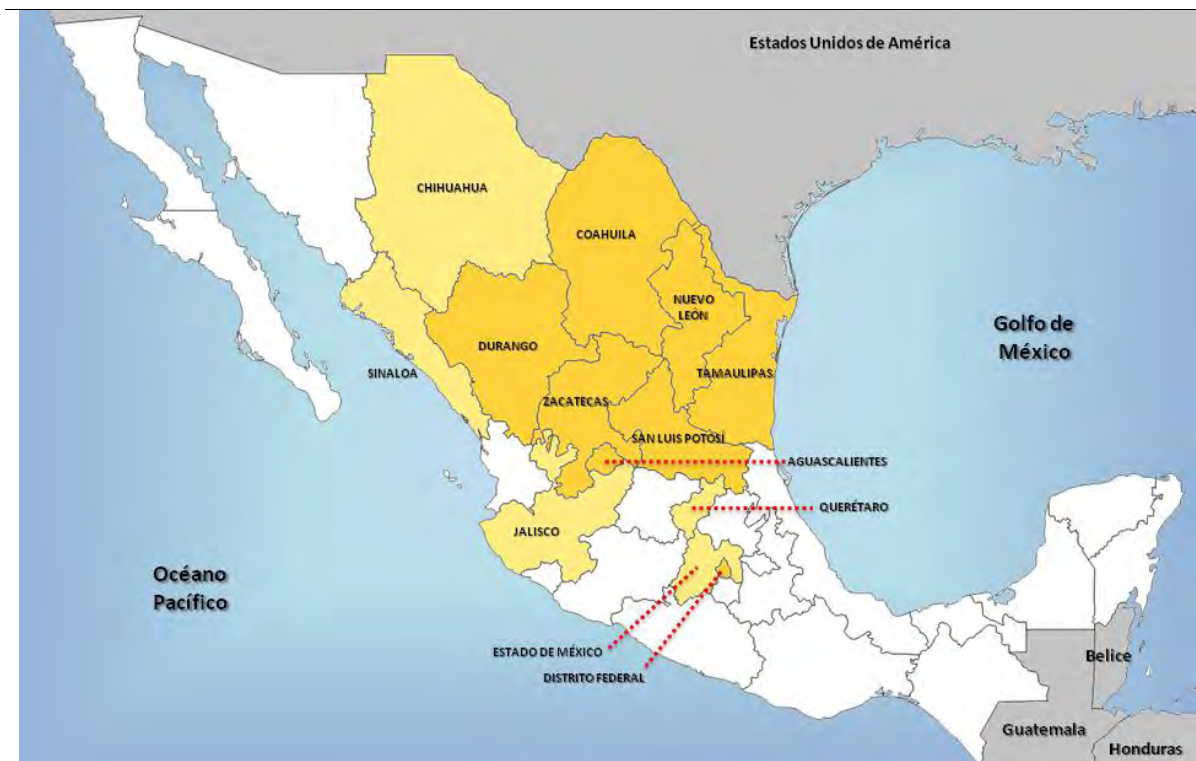 Estados Unidos de América
CHIHUAHUA
COAHUILA
NUEVO
LEÓN
Golfo de
México
DURANGO
SINALOA
TAMAULIPAS
ZACATECAS
SAN LUIS POTOSÍ
AGUASCALIENTES
QUERÉTARO
JALISCO
Océano
Pacífico
ESTADO DE MÉXICO
DISTRITO FEDERAL
Belice
Guatemala
Honduras